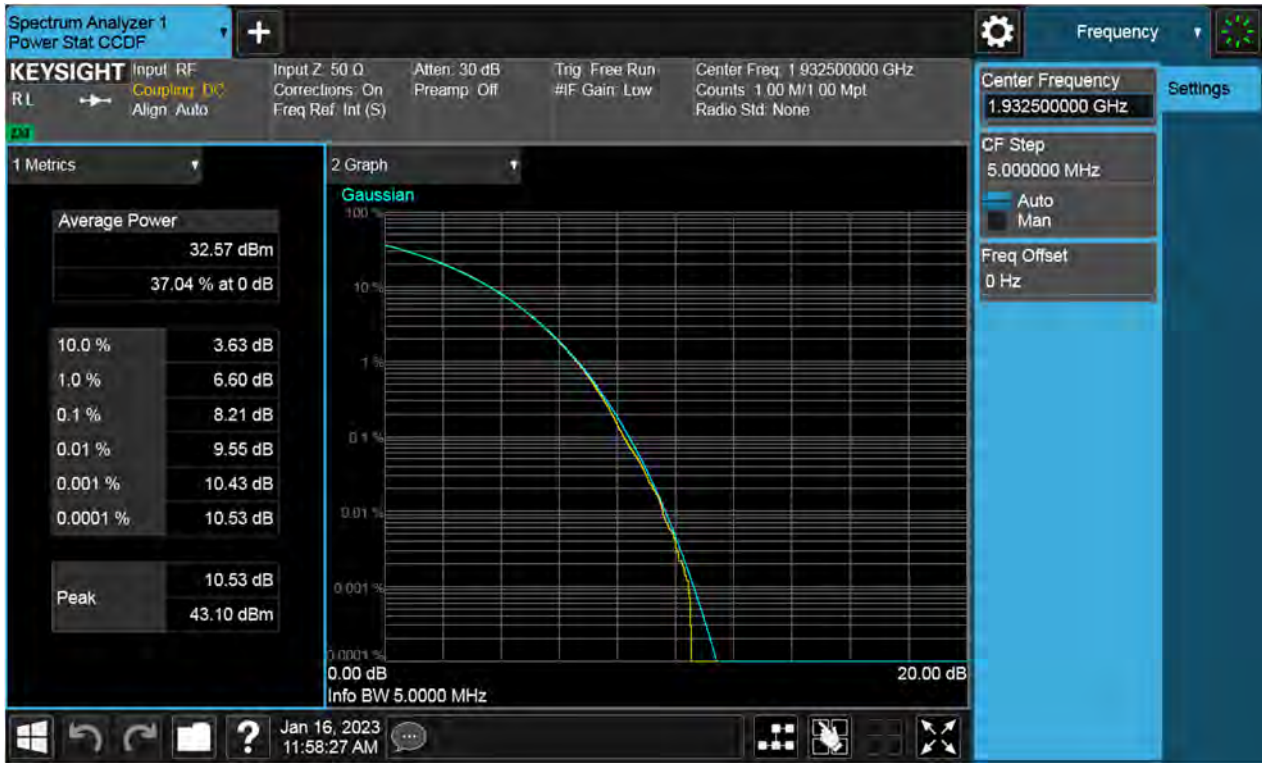 Spectrum Analyzer 1
Power Stat CCDF
+
Frequency
KEYSIGHT
RL
Input: RF
Coupling: DC
Align: Auto
Input Z: 50 Ω
Corrections: On
Freq Ref: Int (S)
Atten: 30 dB
Preamp: Off
Trig: Free Run
#IF Gain: Low
Center Freq: 1.932500000 GHz
Counts: 1.00 M/1.00 Mpt
Radio Std: None
Center Frequency
1.932500000 GHz
Settings
CF Step
5.000000 MHz
Auto
Man
Freq Offset
0 Hz
1 Metrics
Average Power
32.57 dBm
37.04 % at 0 dB
10.0 % 3.63 dB
1.0 % 6.60 dB
0.1 % 8.21 dB
0.01 % 9.55 dB
0.001 % 10.43 dB
0.0001 % 10.53 dB
Peak
10.53 dB
43.10 dBm
2 Graph
Gaussian
100 %
10 %
1 %
0.1 %
0.01 %
0.001 %
0.0001 %
0.00 dB 20.00 dB
Info BW 5.0000 MHz
?
Jan 16, 2023
11:58:27 AM